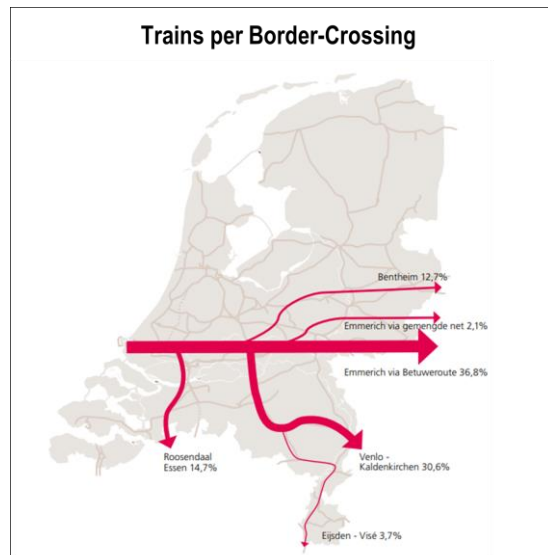 Trains per Border-Crossing
Bentheim 12,7%
Emmerich via gemengde net 2,1%
Emmerich via Betuweroute 36,8%
Roosendaal
Essen 14,7%
Venlo -
Kaldenkirchen 30,6%
Eijsden - Visé 3,7%